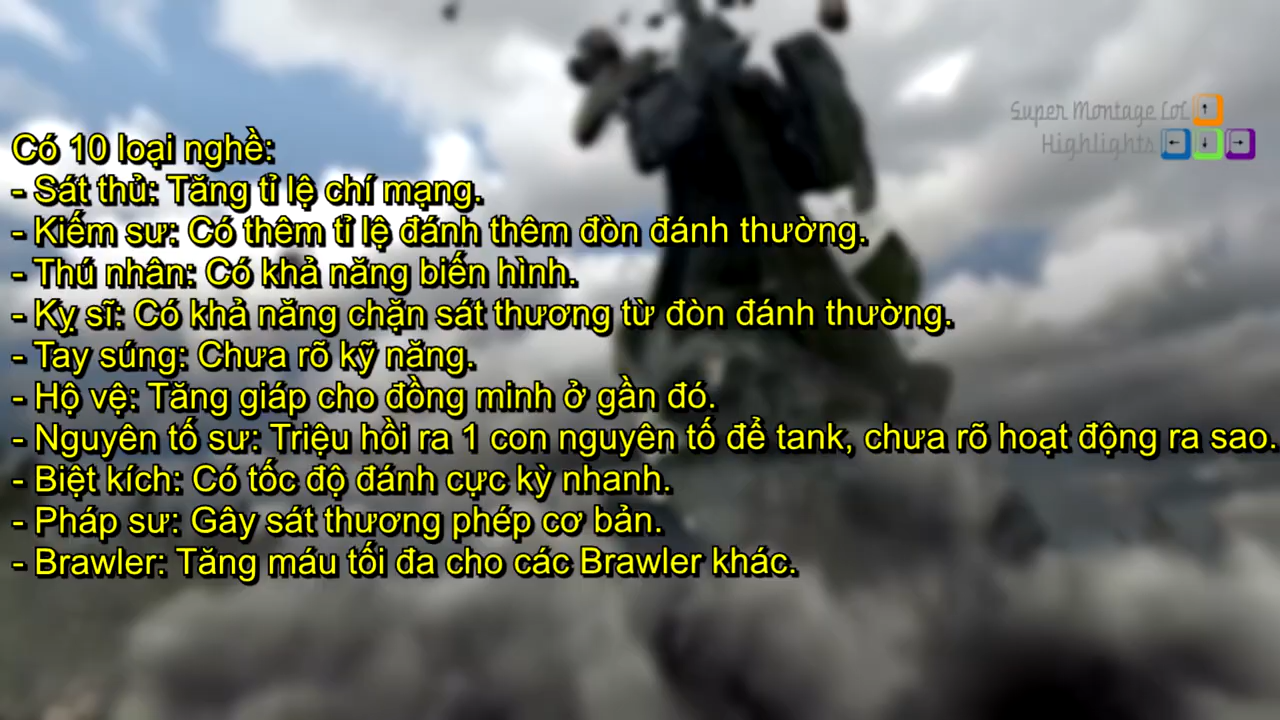 Super Montage LoL
Highlights
Có 10 loại nghề:
- Sát thủ: Tăng tỉ lệ chí mạng.
- Kiếm sư: Có thêm tỉ lệ đánh thêm đòn đánh thường.
- Thú nhân: Có khả năng biến hình.
- Kỵ sĩ: Có khả năng chặn sát thương từ đòn đánh thường.
- Tay súng: Chưa rõ kỹ năng.
- Hộ vệ: Tăng giáp cho đồng minh ở gần đó.
- Nguyên tố sư: Triệu hồi ra 1 con nguyên tố để tank, chưa rõ hoạt động ra sao.
- Biệt kích: Có tốc độ đánh cực kỳ nhanh.
- Pháp sư: Gây sát thương phép cơ bản.
- Brawler: Tăng máu tối đa cho các Brawler khác.